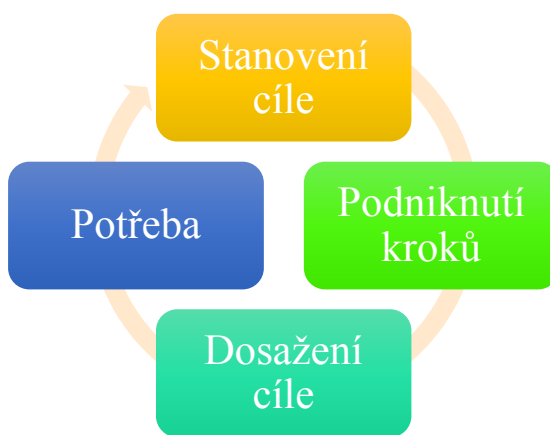 Stanovení
cíle
Podniknutí
kroků
Dosažení
cíle
Potřeba